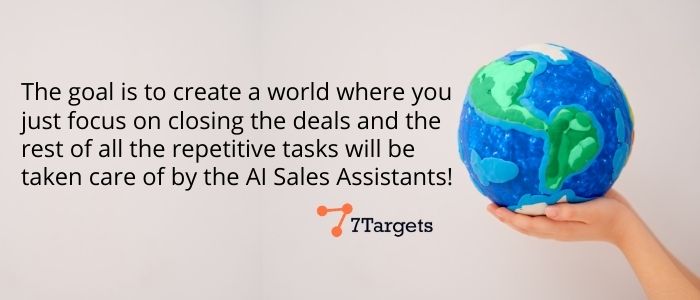 The goal is to create a world where you
just focus on closing the deals and the
rest of all the repetitive tasks will be
taken care of by the AI Sales Assistants!
7Targets